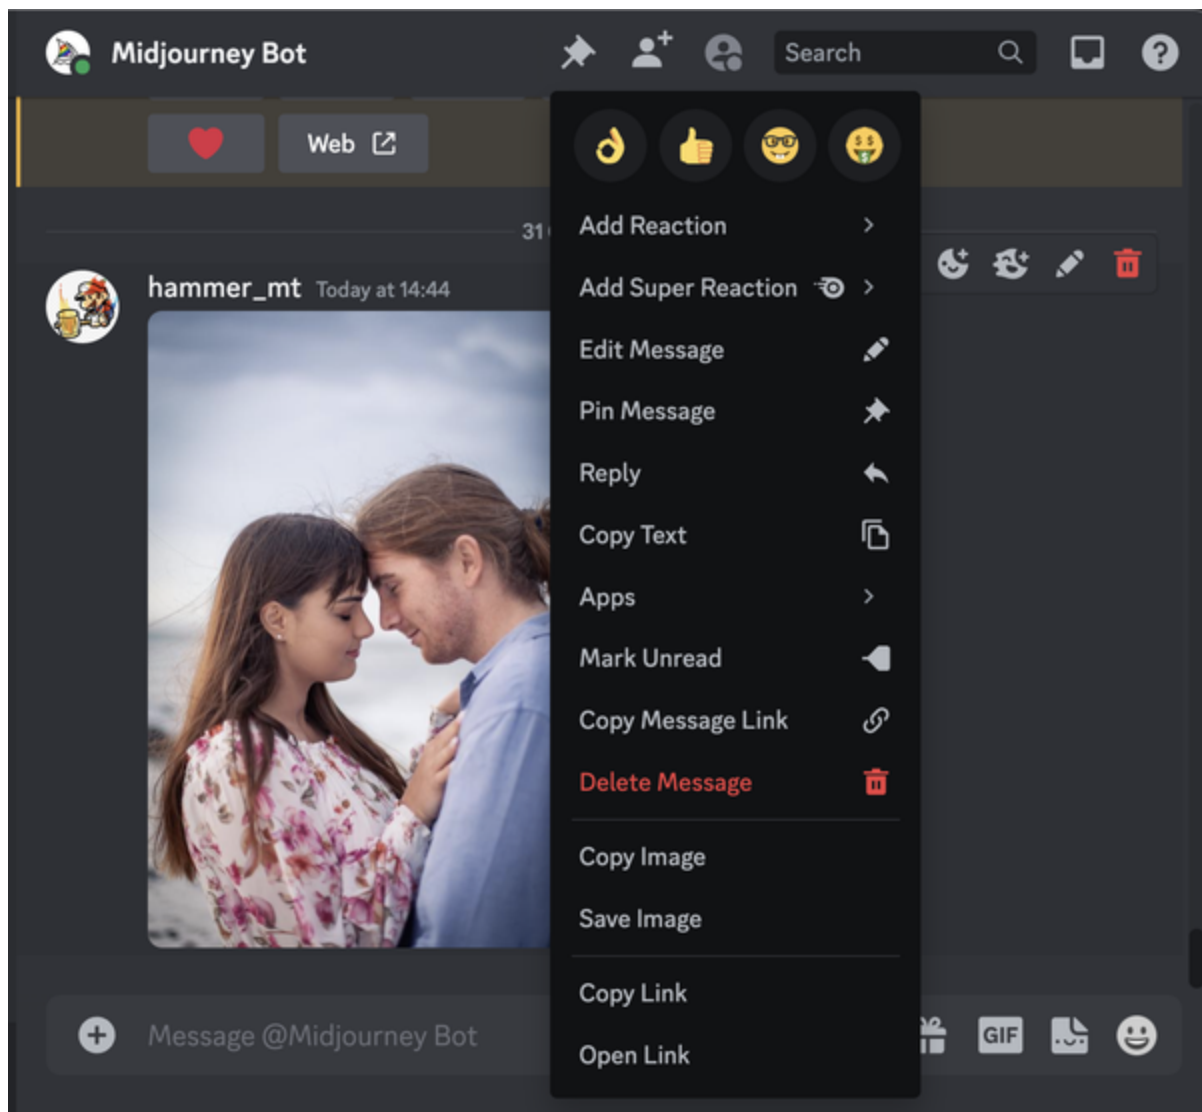 Midjourney Bot
Search
Web
31
hammer_mt Today at 14:44
Add Reaction
Add Super Reaction
Edit Message
Pin Message
Reply
Copy Text
Apps
Mark Unread
Copy Message Link
Delete Message
Copy Image
Save Image
Copy Link
Open Link
Message @Midjourney Bot
GIF